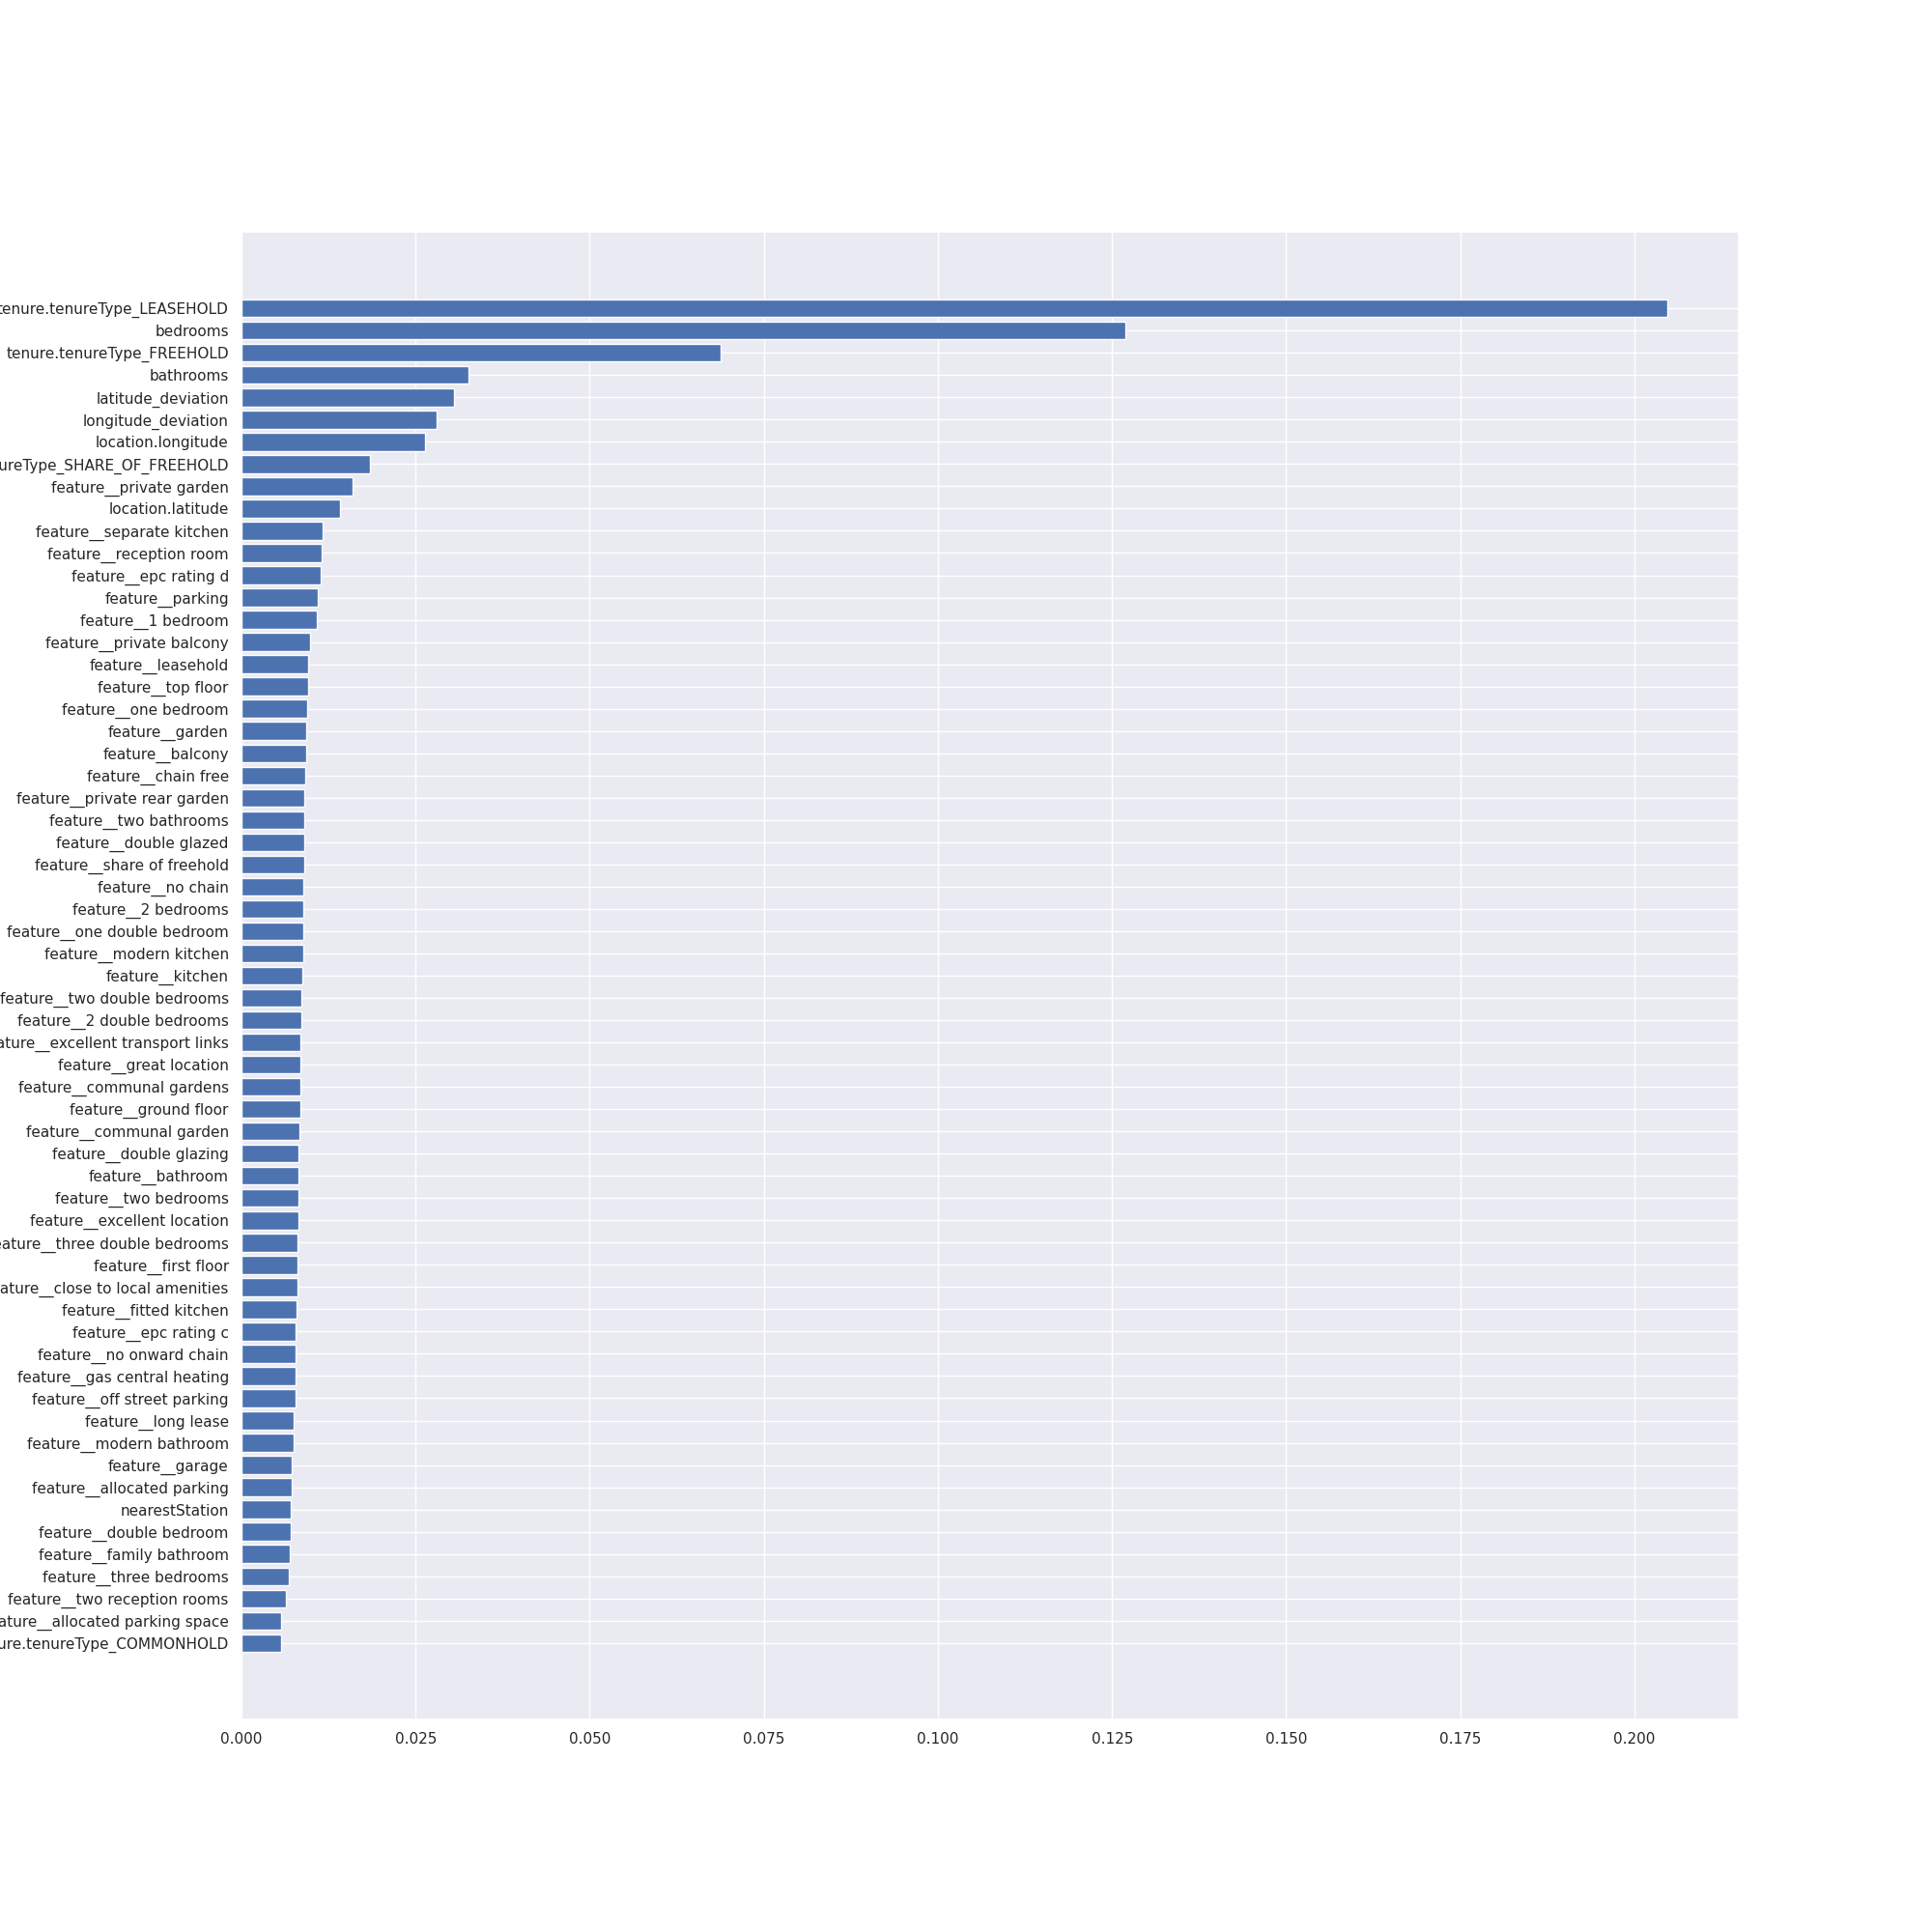 tenure.tenureType_LEASEHOLD
bedrooms
tenure.tenureType_FREEHOLD
bathrooms
latitude_deviation
longitude_deviation
location.longitude
ureType_SHARE_OF_FREEHOLD
feature__private garden
location.latitude
feature__separate kitchen
feature__reception room
feature__epc rating d
feature__parking
feature__1 bedroom
feature__private balcony
feature__leasehold
feature__top floor
feature__one bedroom
feature__garden
feature__balcony
feature__chain free
feature__private rear garden
feature__two bathrooms
feature__double glazed
feature__share of freehold
feature__no chain
feature__2 bedrooms
feature__one double bedroom
feature__modern kitchen
feature__kitchen
feature__two double bedrooms
feature__2 double bedrooms
ature__excellent transport links
feature__great location
feature__communal gardens
feature__ground floor
feature__communal garden
feature__double glazing
feature__bathroom
feature__two bedrooms
feature__excellent location
eature__three double bedrooms
feature__first floor
ature__close to local amenities
feature__fitted kitchen
feature__epc rating c
feature__no onward chain
feature__gas central heating
feature__off street parking
feature__long lease
feature__modern bathroom
feature__garage
feature__allocated parking
nearestStation
feature__double bedroom
feature__family bathroom
feature__three bedrooms
feature__two reception rooms
ature__allocated parking space
ure.tenureType_COMMONHOLD
0.000 0.025 0.050 0.075 0.100 0.125 0.150 0.175 0.200